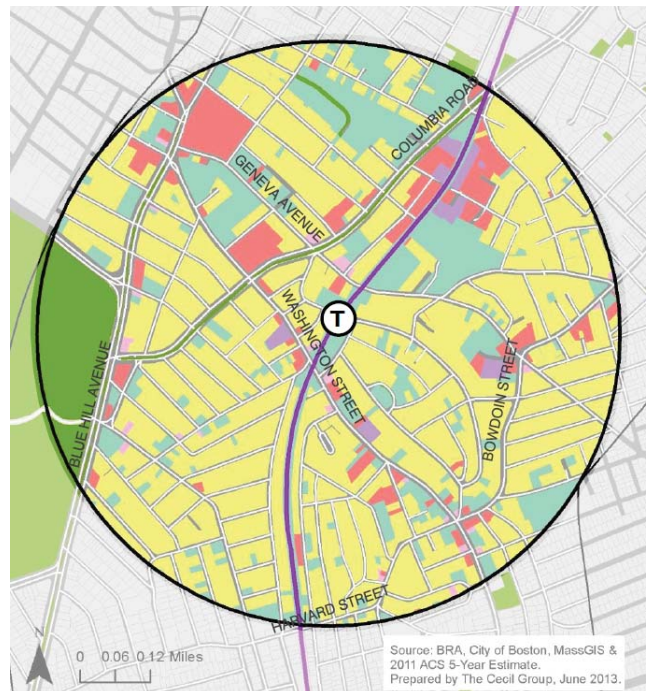 COLUMBIA ROAD
GENEVA AVENUE
T
WASHINGTON STREET
BLUE HILL AVENUE
BOWDOIN STREET
HARVARD STREET
N
0 0.06 0.12 Miles
Source: BRA, City of Boston, MassGIS &
2011 ACS 5-Year Estimate.
Prepared by The Cecil Group, June 2013.